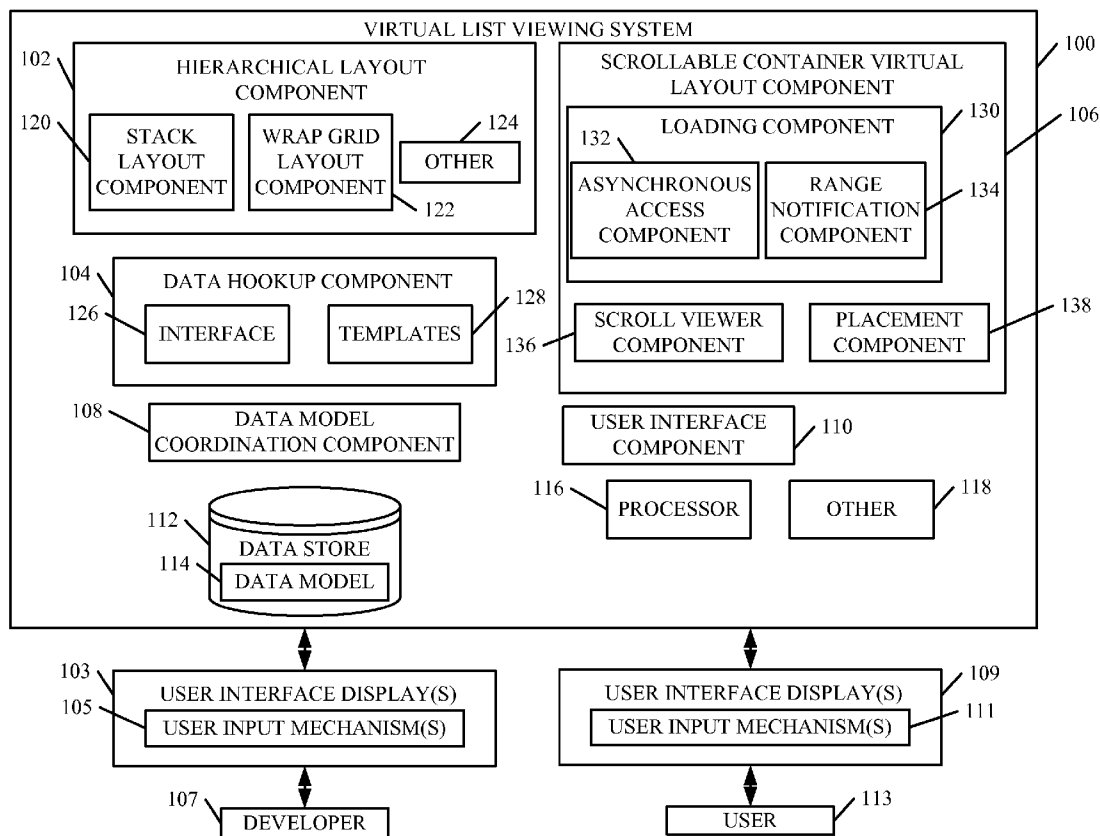 VIRTUAL LIST VIEWING SYSTEM
100
102
HIERARCHICAL LAYOUT
COMPONENT
120
STACK
LAYOUT
COMPONENT
WRAP GRID
LAYOUT
COMPONENT
122
124
OTHER
SCROLLABLE CONTAINER VIRTUAL
LAYOUT COMPONENT
106
LOADING COMPONENT
130
132
ASYNCHRONOUS
ACCESS
COMPONENT
RANGE
NOTIFICATION
COMPONENT
134
104
DATA HOOKUP COMPONENT
126
INTERFACE
128
TEMPLATES
136
SCROLL VIEWER
COMPONENT
PLACEMENT
COMPONENT
138
108
DATA MODEL
COORDINATION COMPONENT
USER INTERFACE
COMPONENT
110
116
PROCESSOR
OTHER
118
112
DATA STORE
114
DATA MODEL
103
USER INTERFACE DISPLAY(S)
105
USER INPUT MECHANISM(S)
109
USER INTERFACE DISPLAY(S)
USER INPUT MECHANISM(S)
111
107
DEVELOPER
USER
113